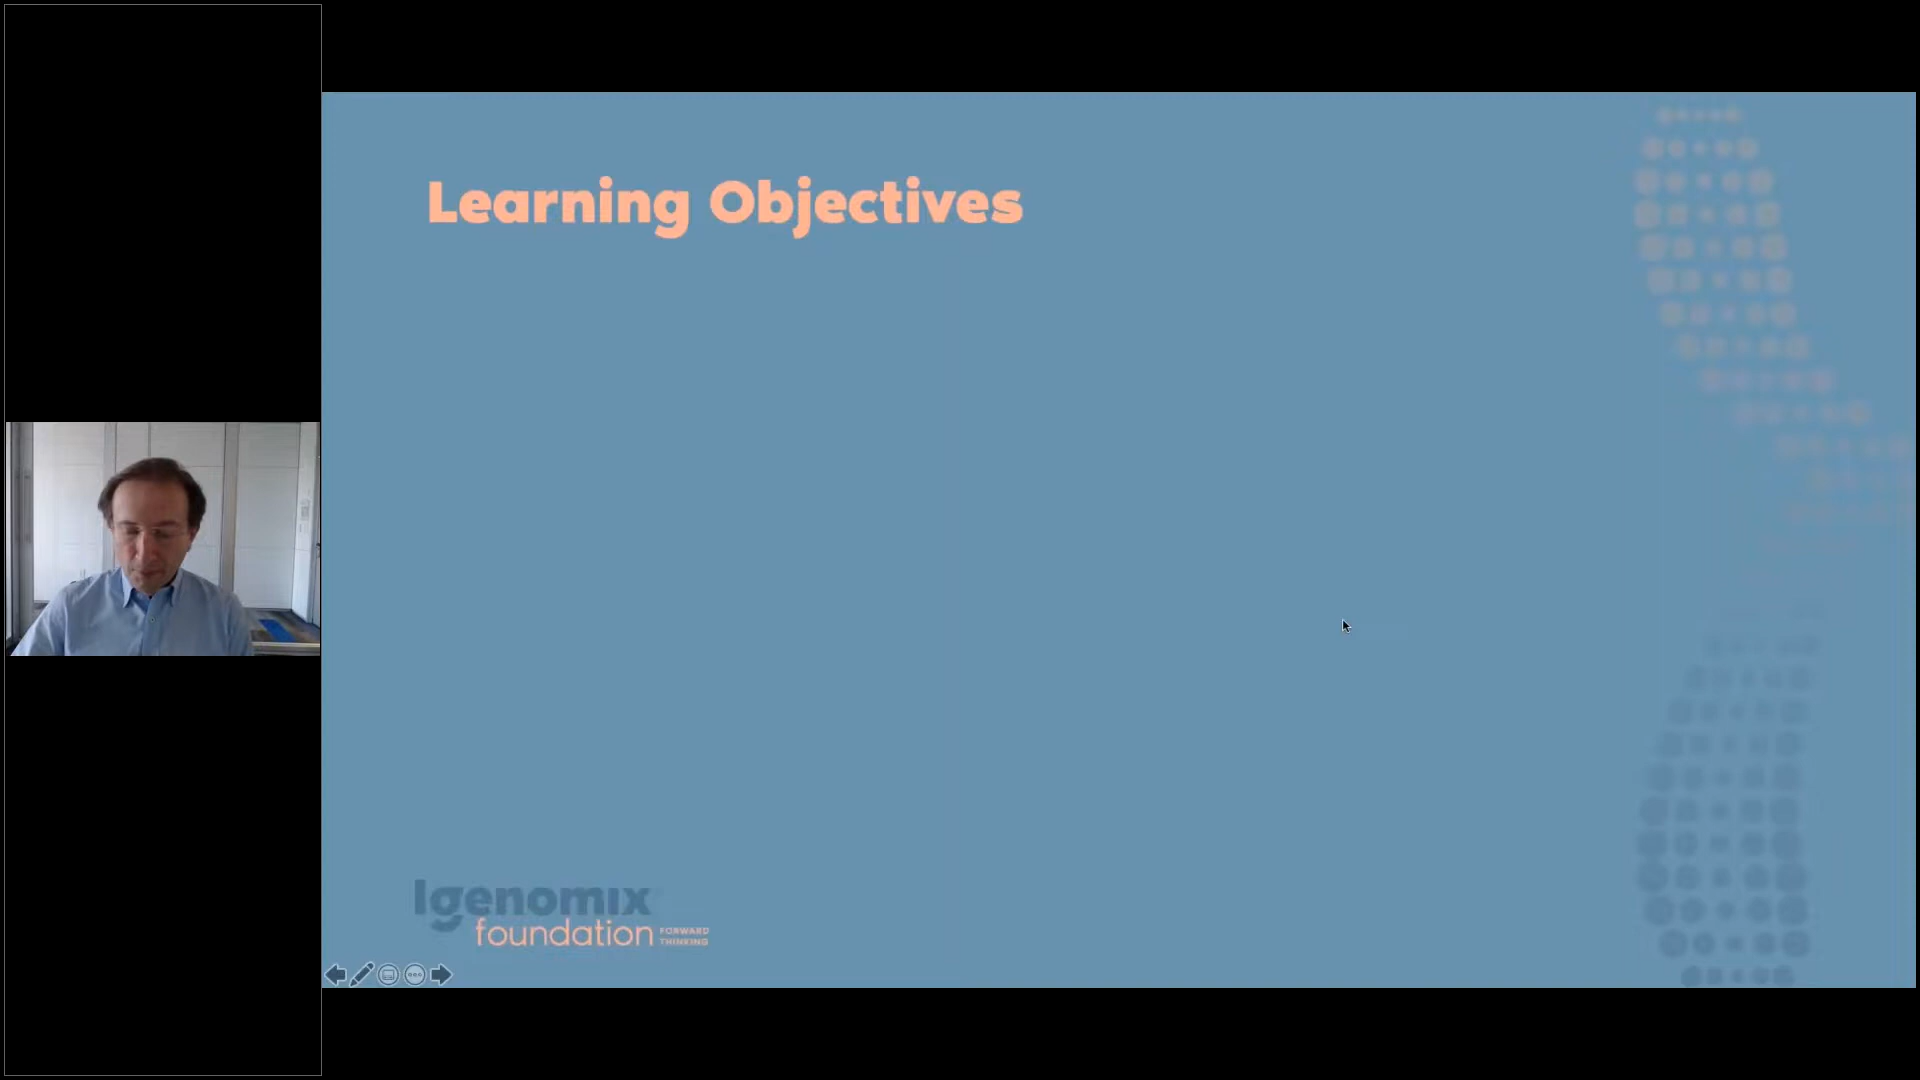 Learning Objectives
Igenomix
foundation
FORWARD
THINKING